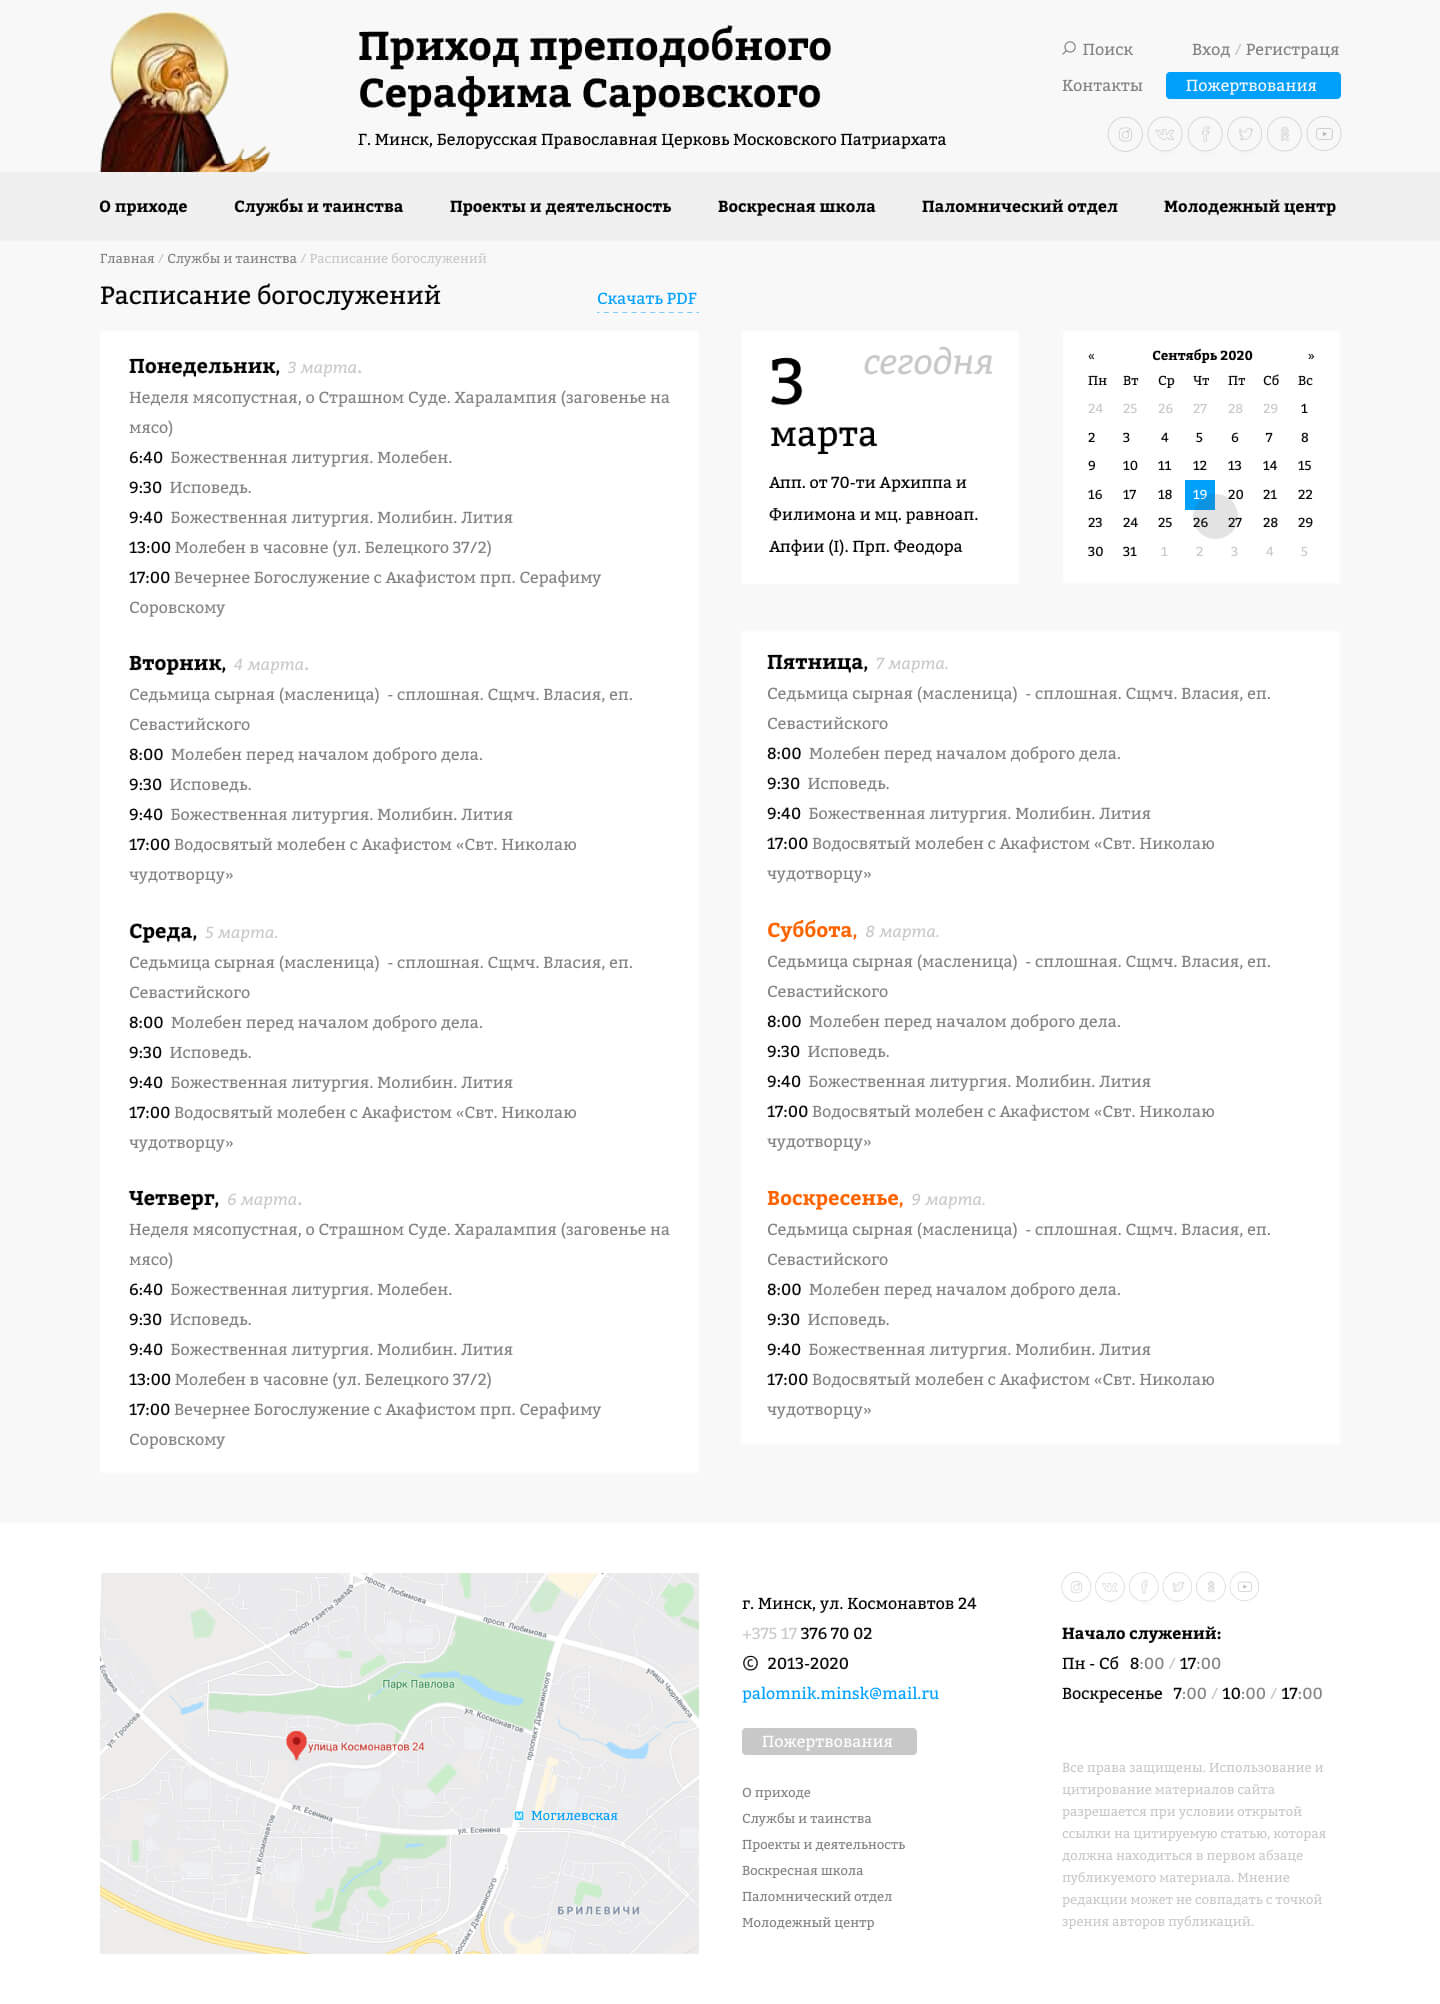 Приход преподобного
Серафима Саровского
Г. Минск, Белорусская Православная Церковь Московского Патриархата
Поиск
Вход / Регистраця
Контакты
Пожертвования
О приходе
Службы и таинства
Проекты и деятельсность
Воскресная школа
Паломнический отдел
Молодежный центр
Главная / Службы и таинства / Расписание богослужений
Расписание богослужений
Скачать PDF
Понедельник, 3 марта.
Неделя мясопустная, о Страшном Суде. Харалампия (заговенье на
мясо)
6:40 Божественная литургия. Молебен.
9:30 Исповедь.
9:40 Божественная литургия. Молибин. Лития
13:00 Молебен в часовне (ул. Белецкого 37/2)
17:00 Вечернее Богослужение с Акафистом прп. Серафиму
Соровскому
Вторник, 4 марта.
Седьмица сырная (масленица) - сплошная. Сщмч. Власия, еп.
Севастийского
8:00 Молебен перед началом доброго дела.
9:30 Исповедь.
9:40 Божественная литургия. Молибин. Лития
17:00 Водосвятый молебен с Акафистом «Свт. Николаю
чудотворцу»
Среда, 5 марта.
Седьмица сырная (масленица) - сплошная. Сщмч. Власия, еп.
Севастийского
8:00 Молебен перед началом доброго дела.
9:30 Исповедь.
9:40 Божественная литургия. Молибин. Лития
17:00 Водосвятый молебен с Акафистом «Свт. Николаю
чудотворцу»
Четверг, 6 марта.
Неделя мясопустная, о Страшном Суде. Харалампия (заговенье на
мясо)
6:40 Божественная литургия. Молебен.
9:30 Исповедь.
9:40 Божественная литургия. Молибин. Лития
13:00 Молебен в часовне (ул. Белецкого 37/2)
17:00 Вечернее Богослужение с Акафистом прп. Серафиму
Соровскому
3 сегодня
марта
Апп. от 70-ти Архиппа и
Филимона и мц. равноап.
Апфии (I). Прп. Феодора
« Сентябрь 2020 »
Пн Вт Ср Чт Пт Сб Вс
24 25 26 27 28 29 1
2 3 4 5 6 7 8
9 10 11 12 13 14 15
16 17 18 19 20 21 22
23 24 25 26 27 28 29
30 31 1 2 3 4 5
Пятница, 7 марта.
Седьмица сырная (масленица) - сплошная. Сщмч. Власия, еп.
Севастийского
8:00 Молебен перед началом доброго дела.
9:30 Исповедь.
9:40 Божественная литургия. Молибин. Лития
17:00 Водосвятый молебен с Акафистом «Свт. Николаю
чудотворцу»
Суббота, 8 марта.
Седьмица сырная (масленица) - сплошная. Сщмч. Власия, еп.
Севастийского
8:00 Молебен перед началом доброго дела.
9:30 Исповедь.
9:40 Божественная литургия. Молибин. Лития
17:00 Водосвятый молебен с Акафистом «Свт. Николаю
чудотворцу»
Воскресенье, 9 марта.
Седьмица сырная (масленица) - сплошная. Сщмч. Власия, еп.
Севастийского
8:00 Молебен перед началом доброго дела.
9:30 Исповедь.
9:40 Божественная литургия. Молибин. Лития
17:00 Водосвятый молебен с Акафистом «Свт. Николаю
чудотворцу»
просп. Любимова
просп. газеты Звезда
просп. Любимова
ул. Есенина
Парк Павлова
улица Чюрлёниса
ул. Громова
ул. Космонавтов
проспект Дзержинского
улица Космонавтов 24
ул. Есенина
М Могилевская
ул. Есенина
ул. Космонавтов
проспект Дзержинского
БРИЛЕВИЧИ
г. Минск, ул. Космонавтов 24
+375 17 376 70 02
© 2013-2020
palomnik.minsk@mail.ru
Пожертвования
О приходе
Службы и таинства
Проекты и деятельность
Воскресная школа
Паломнический отдел
Молодежный центр
Начало служений:
Пн - Сб 8:00 / 17:00
Воскресенье 7:00 / 10:00 / 17:00
Все права защищены. Использование и
цитирование материалов сайта
разрешается при условии открытой
ссылки на цитируемую статью, которая
должна находиться в первом абзаце
публикуемого материала. Мнение
редакции может не совпадать с точкой
зрения авторов публикаций.